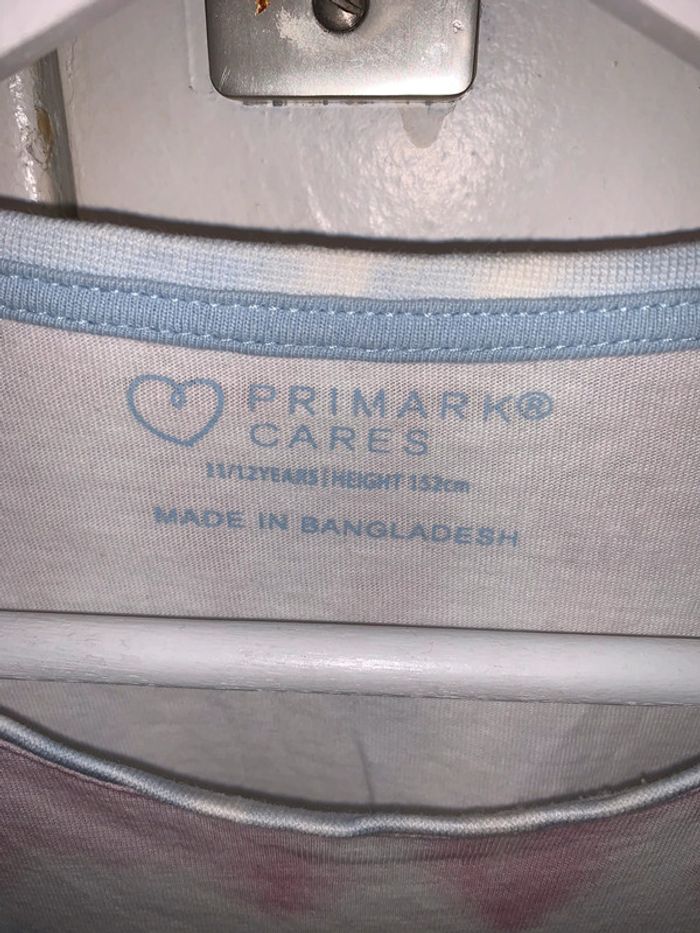 PRIMARK®
CARES
11/12YEARS | HEIGHT 152cm
MADE IN BANGLADESH